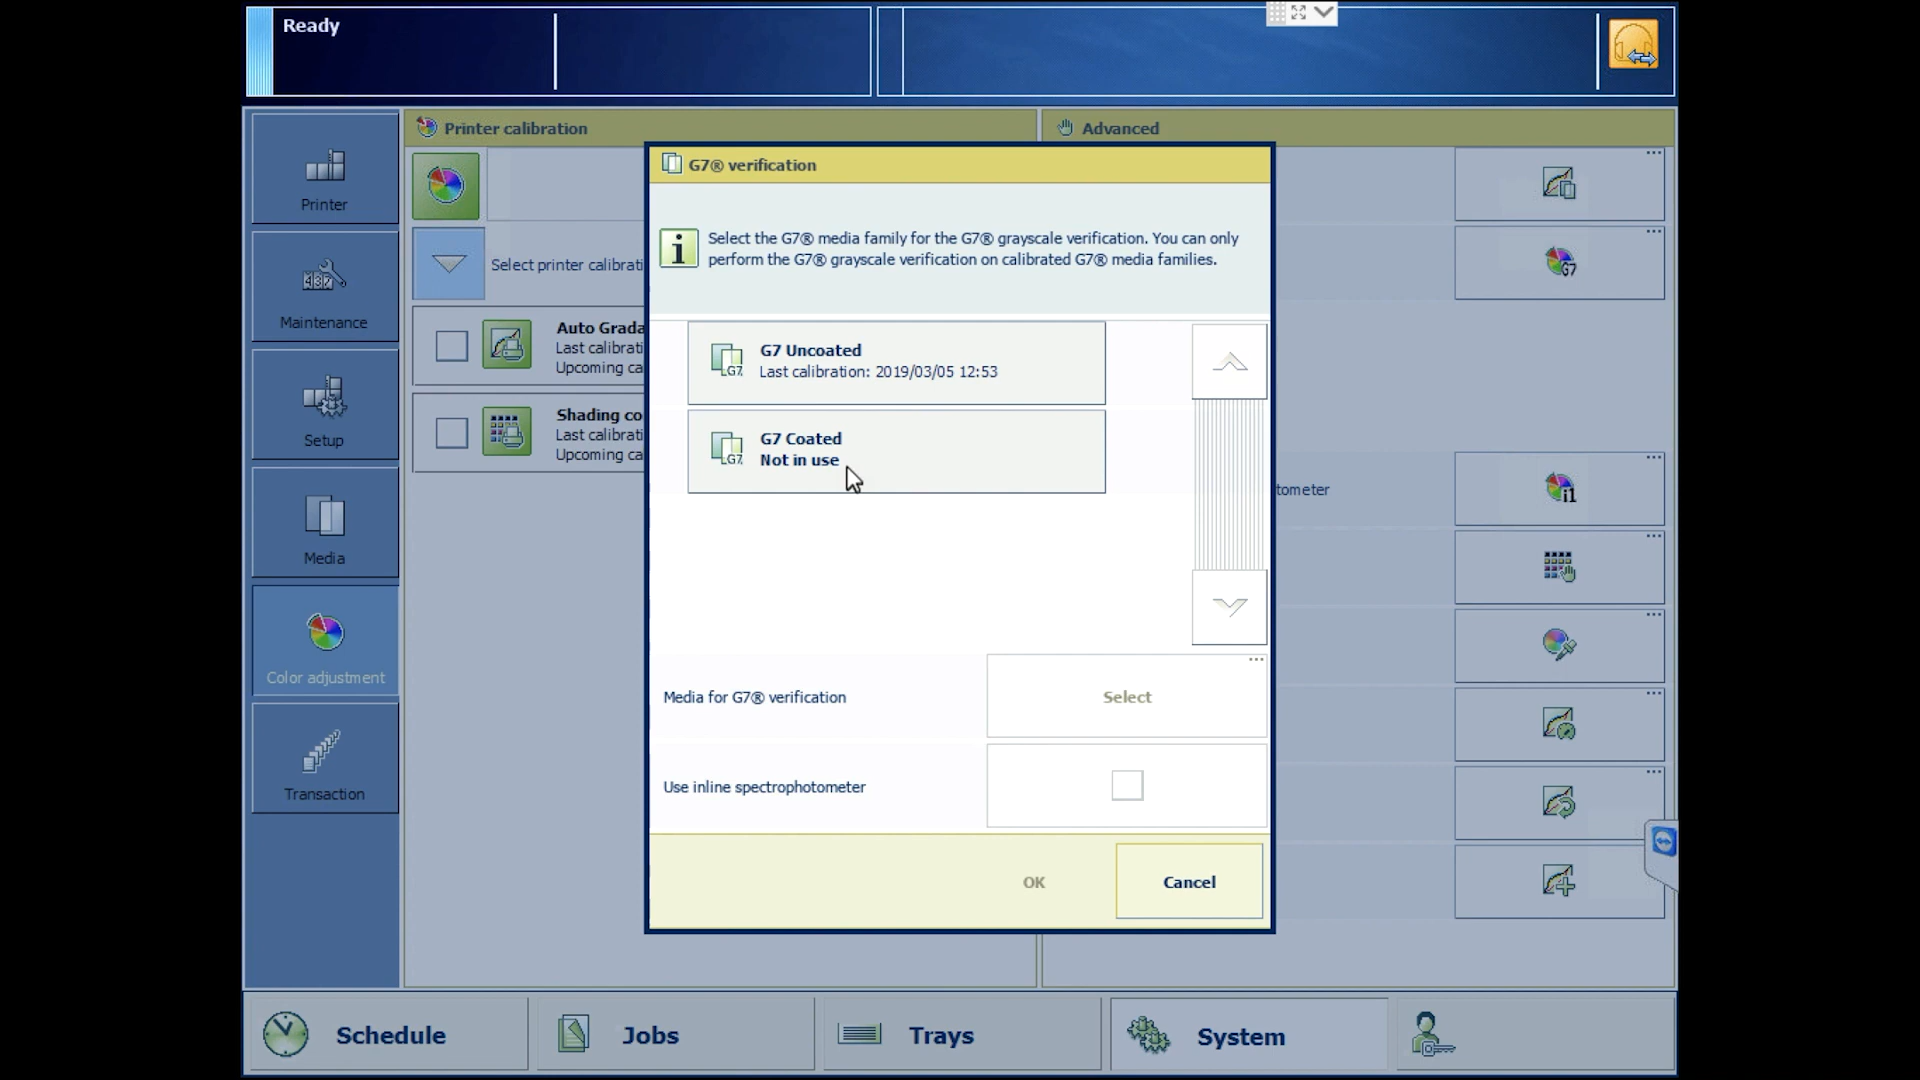 Ready
Printer calibration
Advanced
Printer
Maintenance
Setup
Media
Color adjustment
Transaction
Select printer calibrati
Auto Grada
Last calibrati
Upcoming ca
Shading co
Last calibrati
Upcoming ca
G7® verification
Select the G7® media family for the G7® grayscale verification. You can only
perform the G7® grayscale verification on calibrated G7® media families.
G7 Uncoated
Last calibration: 2019/03/05 12:53
G7 Coated
Not in use
Media for G7® verification
Select
Use inline spectrophotometer
OK
Cancel
G7
tometer
i1
Schedule
Jobs
Trays
System